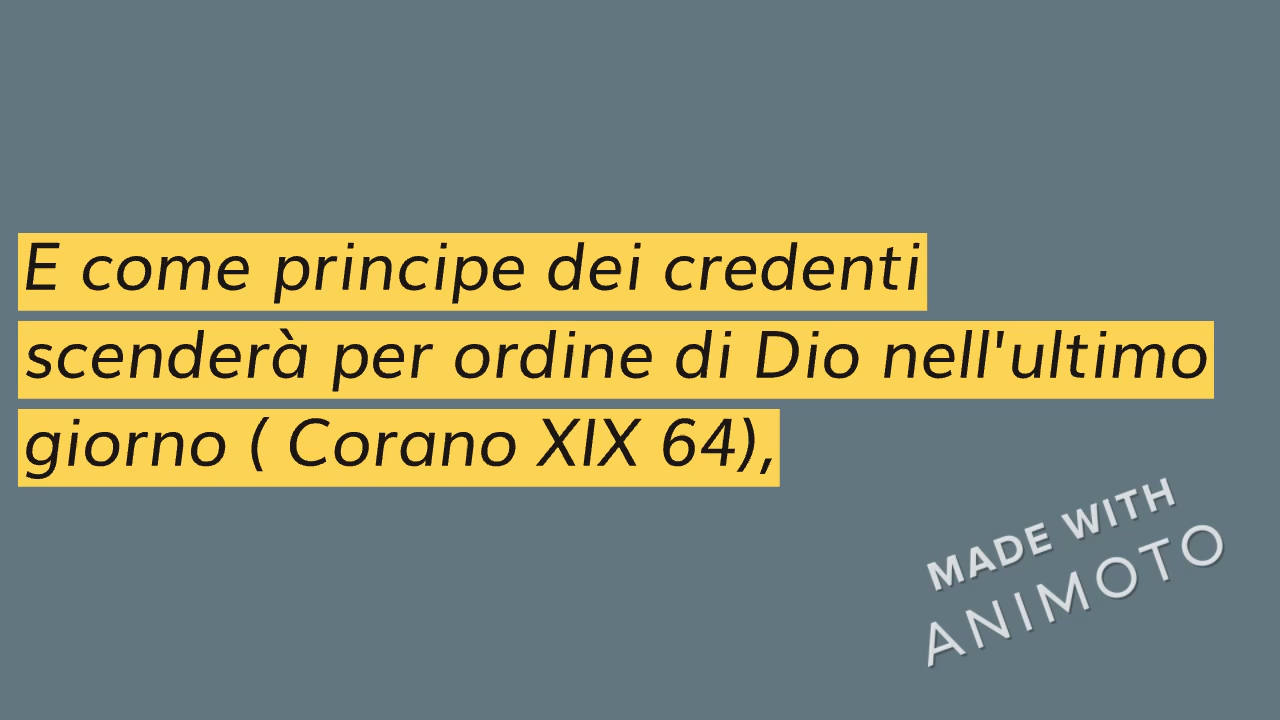 E come principe dei credenti
scenderà per ordine di Dio nell'ultimo
giorno ( Corano XIX 64),
MADE WITH
ANIMOTO